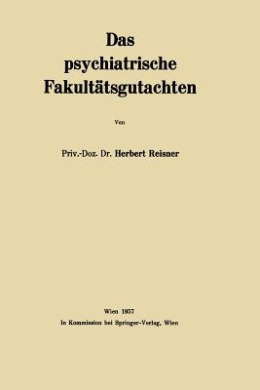 Das
psychiatrische
Fakultätsgutachten
Von
Priv.-Doz. Dr. Herbert Reisner
Wien 1957
In Kommission bei Springer-Verlag, Wien